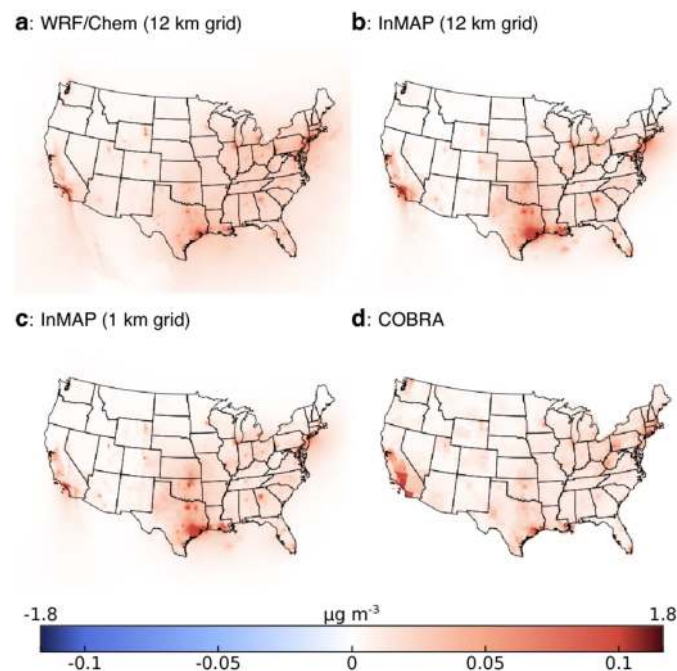 a: WRF/Chem (12 km grid)
b: InMAP (12 km grid)
c: InMAP (1 km grid)
d: COBRA
-1.8 μg m⁻³ 1.8
-0.1 -0.05 0 0.05 0.1